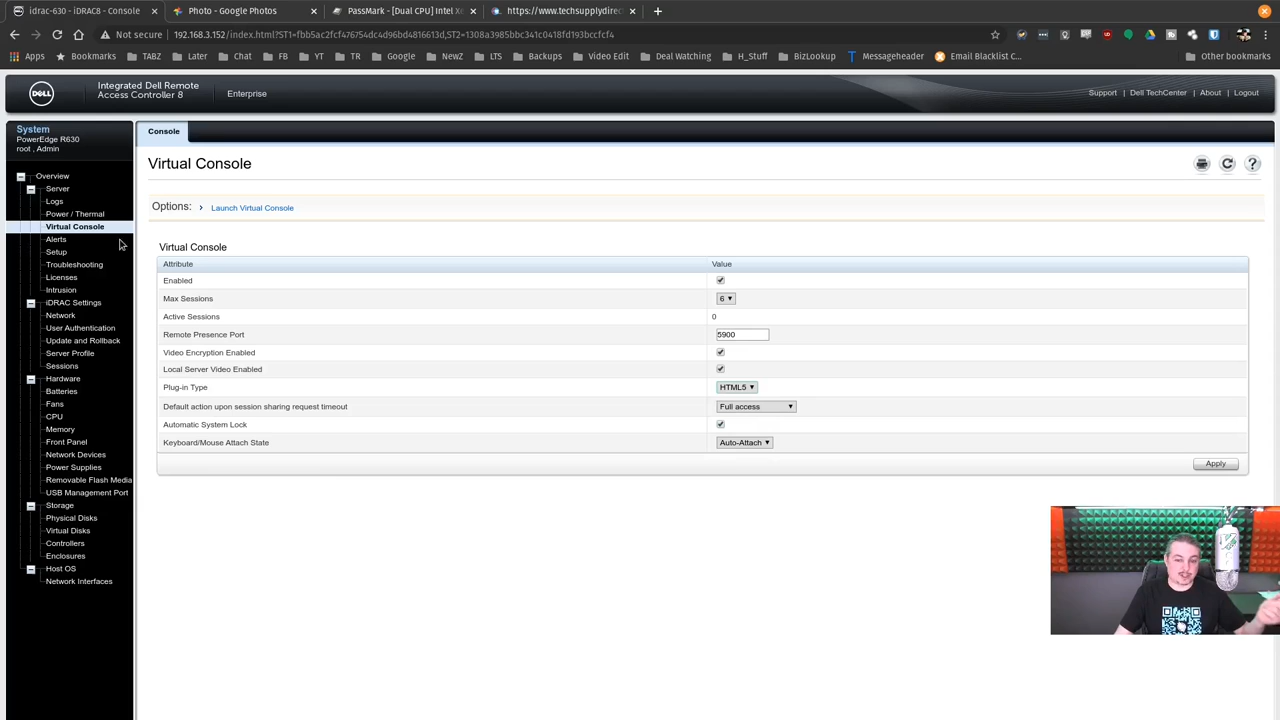 idrac-630 - iDRAC8 - Console
Photo - Google Photos
PassMark - [Dual CPU] Intel Xe
https://www.techsupplydirect
Not secure
192.168.3.152/index.html?ST1=fbb5ac2fcf476754dc4d96bd4816613d,ST2=1308a3985bbc341c0418fd193bccfcf4
Apps
Bookmarks
TABZ
Later
Chat
FB
YT
TR
Google
NewZ
LTS
Backups
Video Edit
Deal Watching
H_Stuff
BizLookup
Messageheader
Email Blacklist C...
Other bookmarks
DELL
Integrated Dell Remote
Access Controller 8
Enterprise
Support | Dell TechCenter | About | Logout
System
PowerEdge R630
root , Admin
Overview
Server
Logs
Power / Thermal
Virtual Console
Alerts
Setup
Troubleshooting
Licenses
Intrusion
iDRAC Settings
Network
User Authentication
Update and Rollback
Server Profile
Sessions
Hardware
Batteries
Fans
CPU
Memory
Front Panel
Network Devices
Power Supplies
Removable Flash Media
USB Management Port
Storage
Physical Disks
Virtual Disks
Controllers
Enclosures
Host OS
Network Interfaces
Console
Virtual Console
Options: Launch Virtual Console
Virtual Console
Attribute Value
Enabled
Max Sessions 6
Active Sessions 0
Remote Presence Port 5900
Video Encryption Enabled
Local Server Video Enabled
Plug-in Type HTML5
Default action upon session sharing request timeout Full access
Automatic System Lock
Keyboard/Mouse Attach State Auto-Attach
Apply